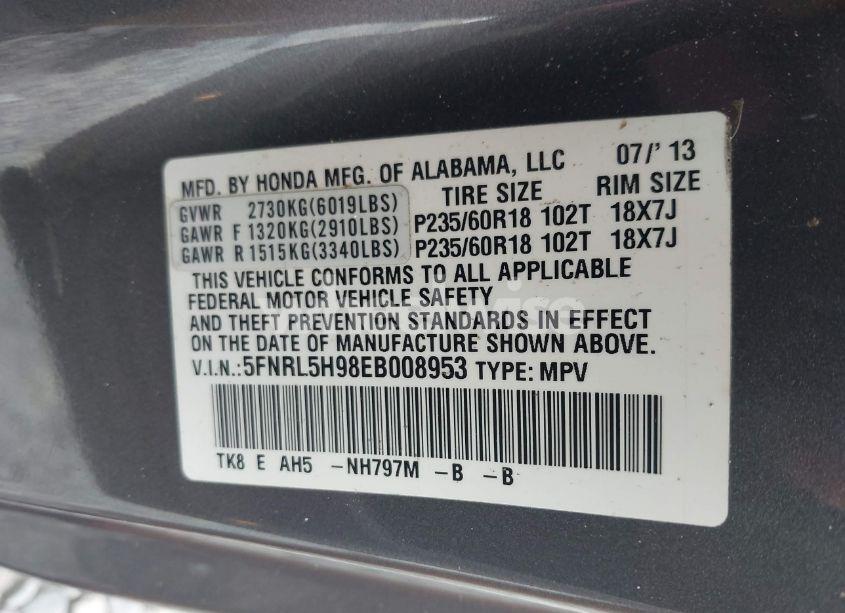 MFD. BY HONDA MFG. OF ALABAMA, LLC 07/' 13
TIRE SIZE RIM SIZE
GVWR 2730KG(6019LBS)
GAWR F 1320KG(2910LBS) P235/60R18 102T 18X7J
GAWR R 1515KG(3340LBS) P235/60R18 102T 18X7J
THIS VEHICLE CONFORMS TO ALL APPLICABLE
FEDERAL MOTOR VEHICLE SAFETY
AND THEFT PREVENTION STANDARDS IN EFFECT
ON THE DATE OF MANUFACTURE SHOWN ABOVE.
V.I.N.:5FNRL5H98EB008953 TYPE: MPV
TK8 E AH5 -NH797M -B -B